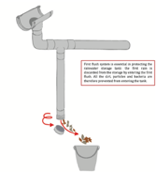 First flush system is essential in protecting the
rainwater storage tank: the first rain is
discarded from the storage by entering the first
flush. All the dirt, particles and bacteria are
therefore prevented from entering the tank.